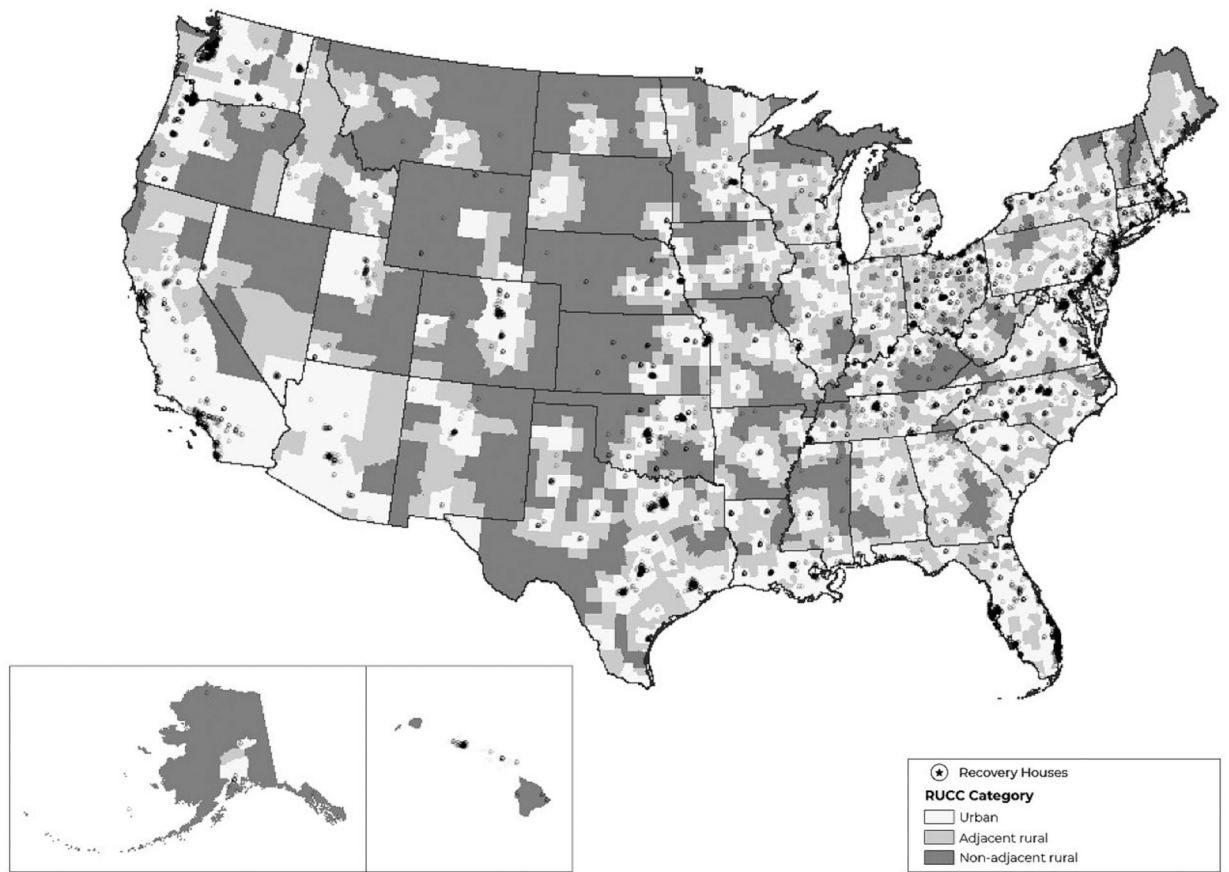 Recovery Houses
RUCC Category
Urban
Adjacent rural
Non-adjacent rural